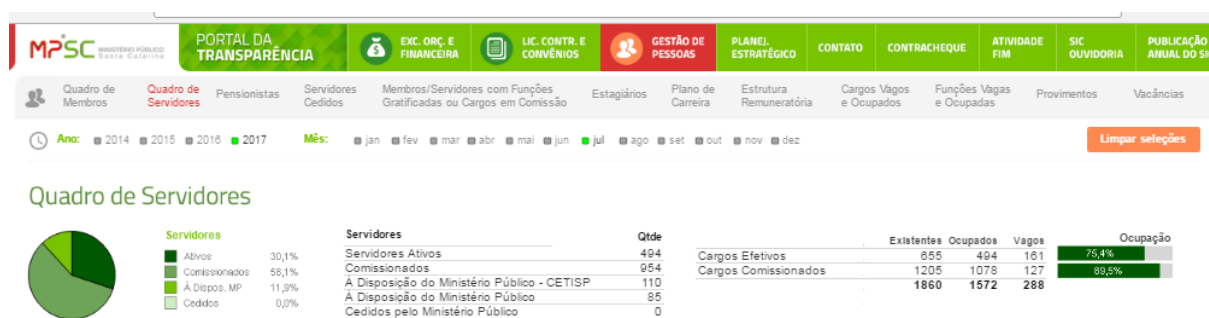 MPSC MINISTÉRIO PÚBLICO Santa Catarina
PORTAL DA TRANSPARÊNCIA
EXC. ORÇ. E FINANCEIRA
LIC. CONTR. E CONVÊNIOS
GESTÃO DE PESSOAS
PLANEJ. ESTRATÉGICO
CONTATO
CONTRACHEQUE
ATIVIDADE FIM
SIC OUVIDORIA
PUBLICAÇÃO ANUAL DO
Quadro de Membros
Quadro de Servidores
Pensionistas
Servidores Cedidos
Membros/Servidores com Funções Gratificadas ou Cargos em Comissão
Estagiários
Plano de Carreira
Estrutura Remuneratória
Cargos Vagos e Ocupados
Funções Vagas e Ocupadas
Provimentos
Vacâncias
Ano: 2014 2015 2016 2017 Mês: jan fev mar abr mai jun jul ago set out nov dez Limpar seleções
Quadro de Servidores
Servidores
Ativos 30,1%
Comissionados 58,1%
À Dispos. MP 11,9%
Cedidos 0,0%
Servidores Qtde
Servidores Ativos 494
Comissionados 954
À Disposição do Ministério Público - CETISP 110
À Disposição do Ministério Público 85
Cedidos pelo Ministério Público 0
Existentes Ocupados Vagos Ocupação
Cargos Efetivos 655 494 161 75,4%
Cargos Comissionados 1205 1078 127 89,5%
1860 1572 288